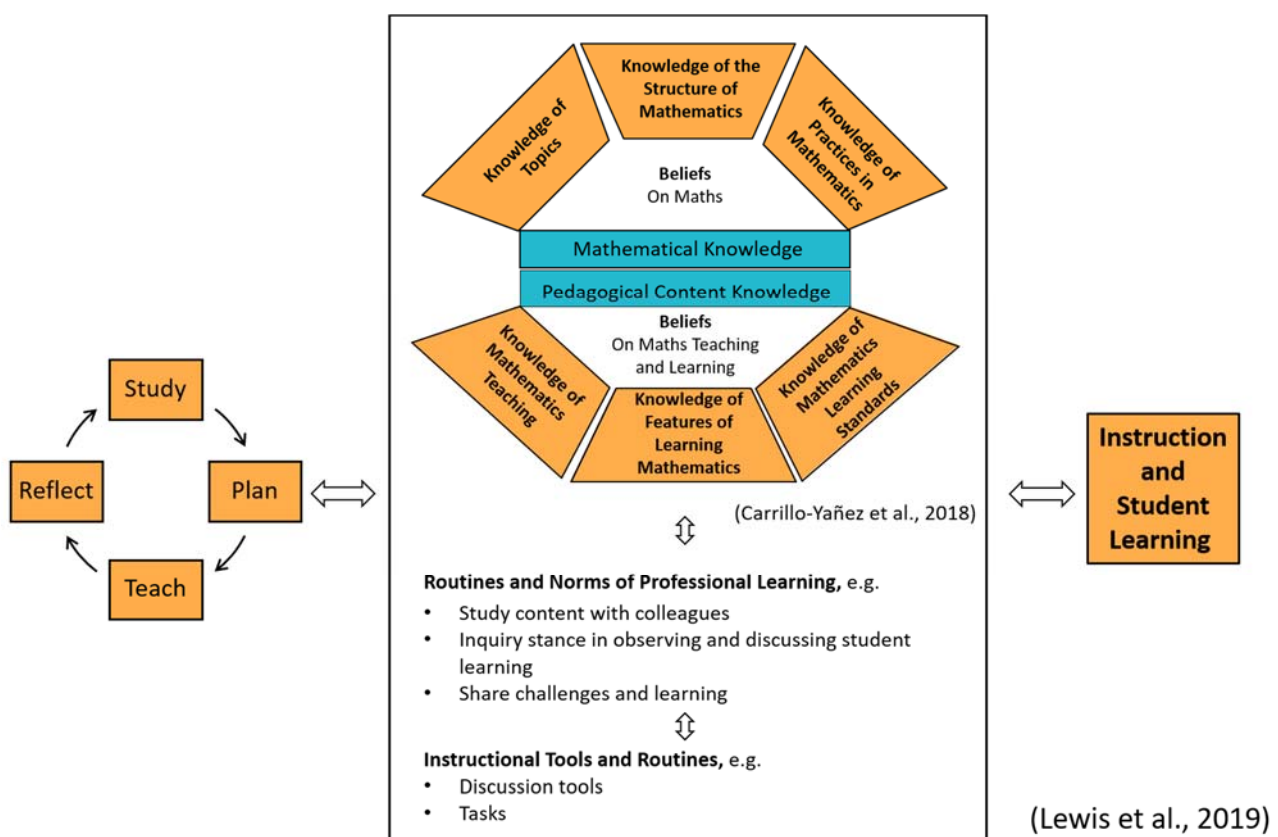 Knowledge of the
Structure of
Mathematics
Knowledge of
Topics
Knowledge of
Practices in
Mathematics
Beliefs
On Maths
Mathematical Knowledge
Pedagogical Content Knowledge
Beliefs
On Maths Teaching
and Learning
Knowledge of
Mathematics
Teaching
Knowledge of
Features of
Learning
Mathematics
Knowledge of
Mathematics
Learning
Standards
(Carrillo-Yañez et al., 2018)
Study
Reflect
Plan
Teach
Instruction
and
Student
Learning
Routines and Norms of Professional Learning, e.g.
• Study content with colleagues
• Inquiry stance in observing and discussing student
learning
• Share challenges and learning
Instructional Tools and Routines, e.g.
• Discussion tools
• Tasks
(Lewis et al., 2019)